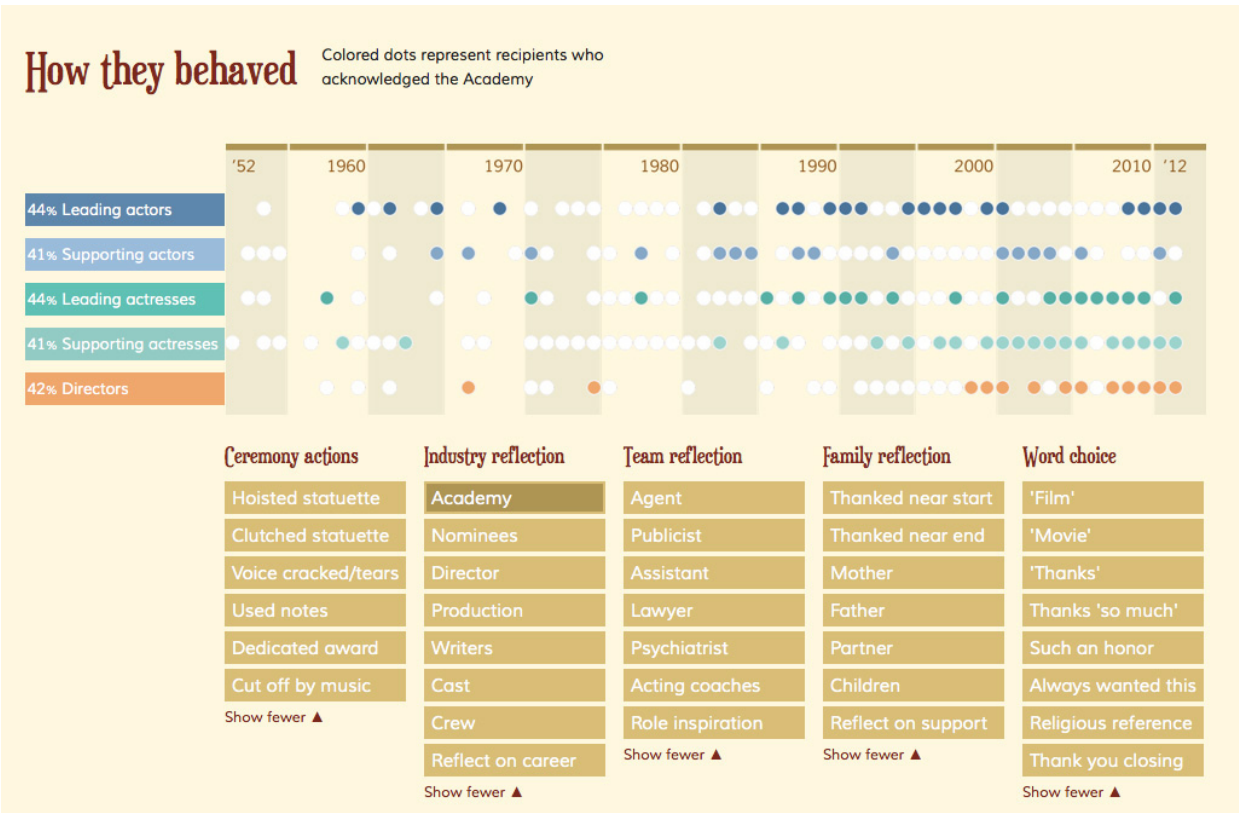 How they behaved
Colored dots represent recipients who
acknowledged the Academy
'52 1960 1970 1980 1990 2000 2010 '12
44% Leading actors
41% Supporting actors
44% Leading actresses
41% Supporting actresses
42% Directors
Ceremony actions
Hoisted statuette
Clutched statuette
Voice cracked/tears
Used notes
Dedicated award
Cut off by music
Show fewer ▲
Industry reflection
Academy
Nominees
Director
Production
Writers
Cast
Crew
Reflect on career
Show fewer ▲
Team reflection
Agent
Publicist
Assistant
Lawyer
Psychiatrist
Acting coaches
Role inspiration
Show fewer ▲
Family reflection
Thanked near start
Thanked near end
Mother
Father
Partner
Children
Reflect on support
Show fewer ▲
Word choice
'Film'
'Movie'
'Thanks'
Thanks 'so much'
Such an honor
Always wanted this
Religious reference
Thank you closing
Show fewer ▲